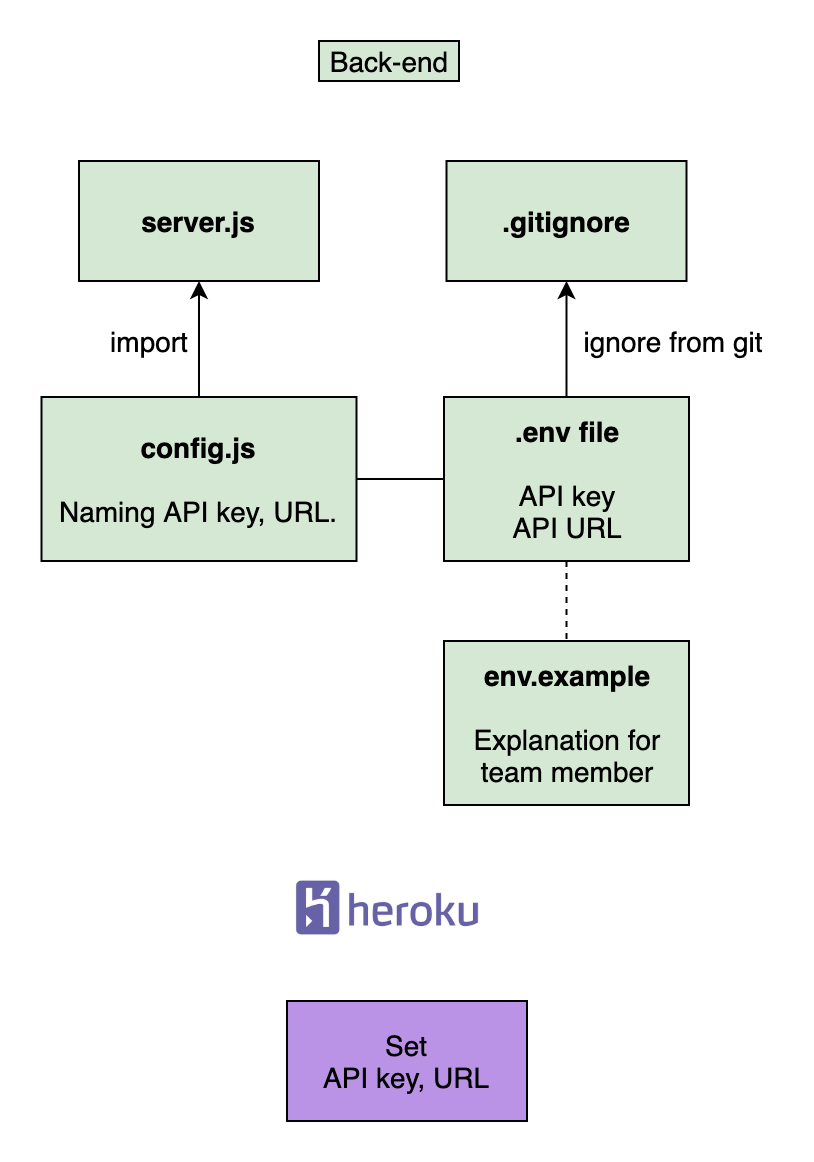 Back-end
server.js
.gitignore
import
ignore from git
config.js
Naming API key, URL.
.env file
API key
API URL
env.example
Explanation for
team member
heroku
Set
API key, URL